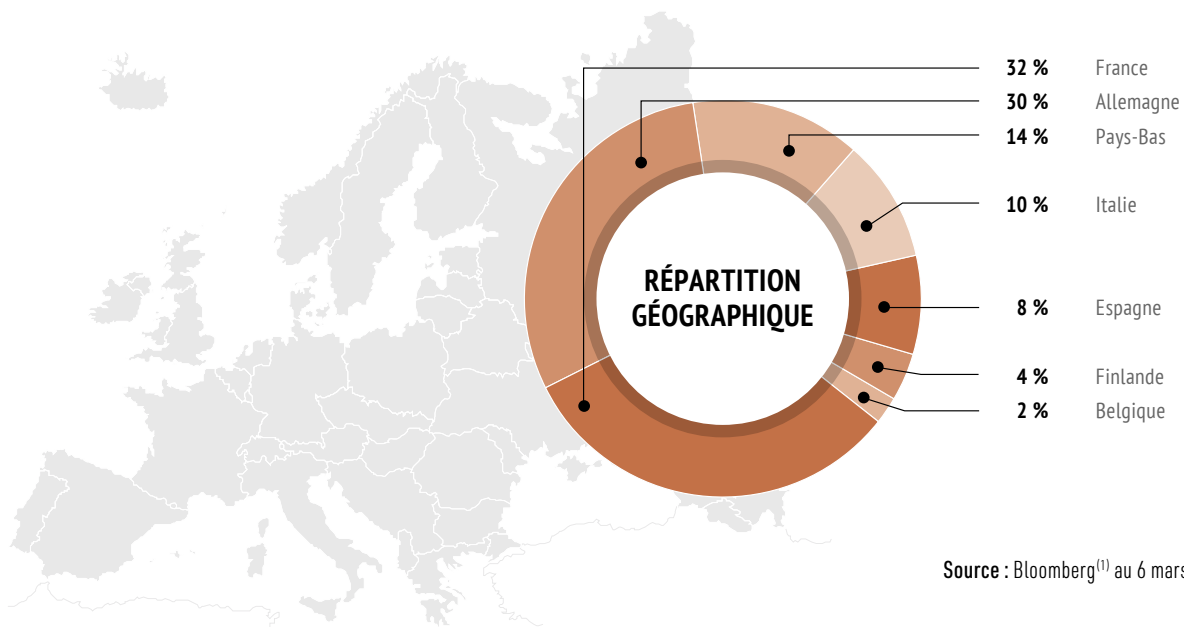 32 % France
30 % Allemagne
14 % Pays-Bas
10 % Italie
RÉPARTITION
GÉOGRAPHIQUE
8 % Espagne
4 % Finlande
2 % Belgique
Source : Bloomberg(1) au 6 mars